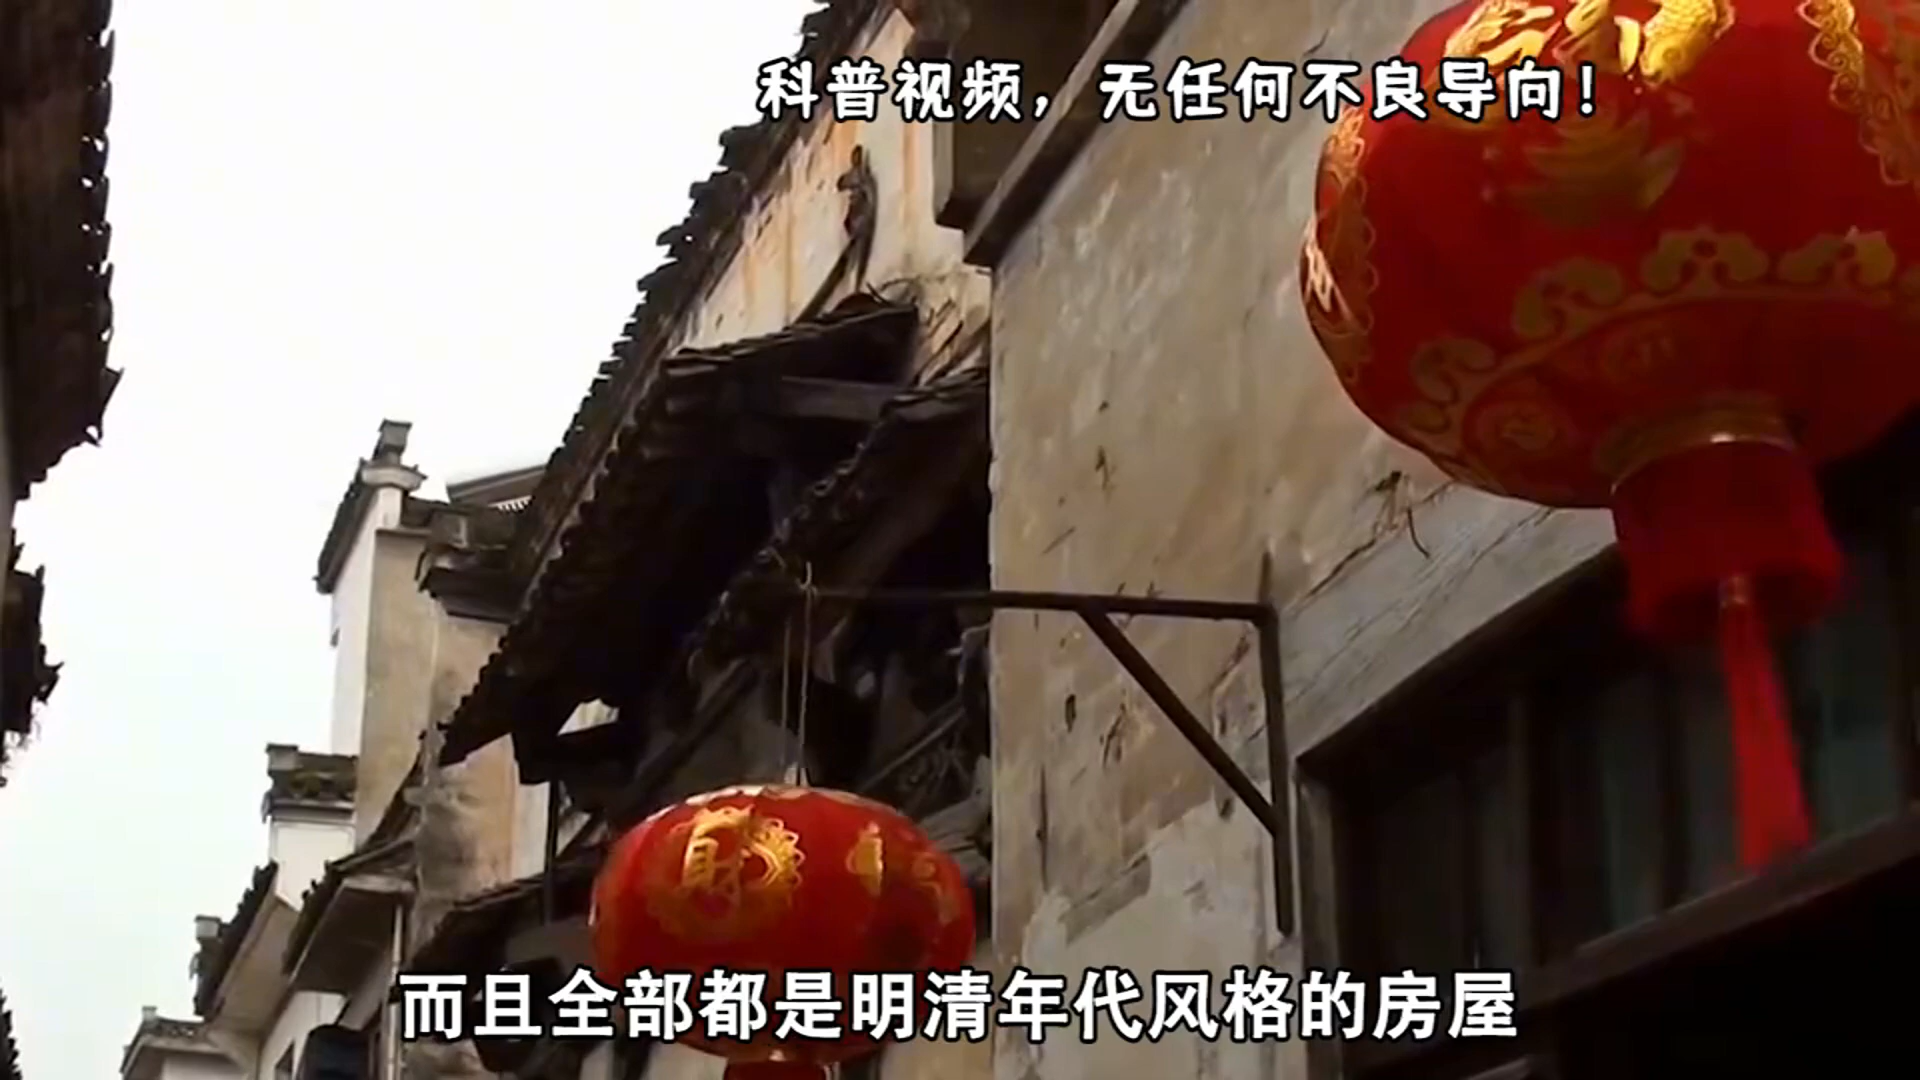 科普视频，无任何不良导向！
財
而且全部都是明清年代风格的房屋